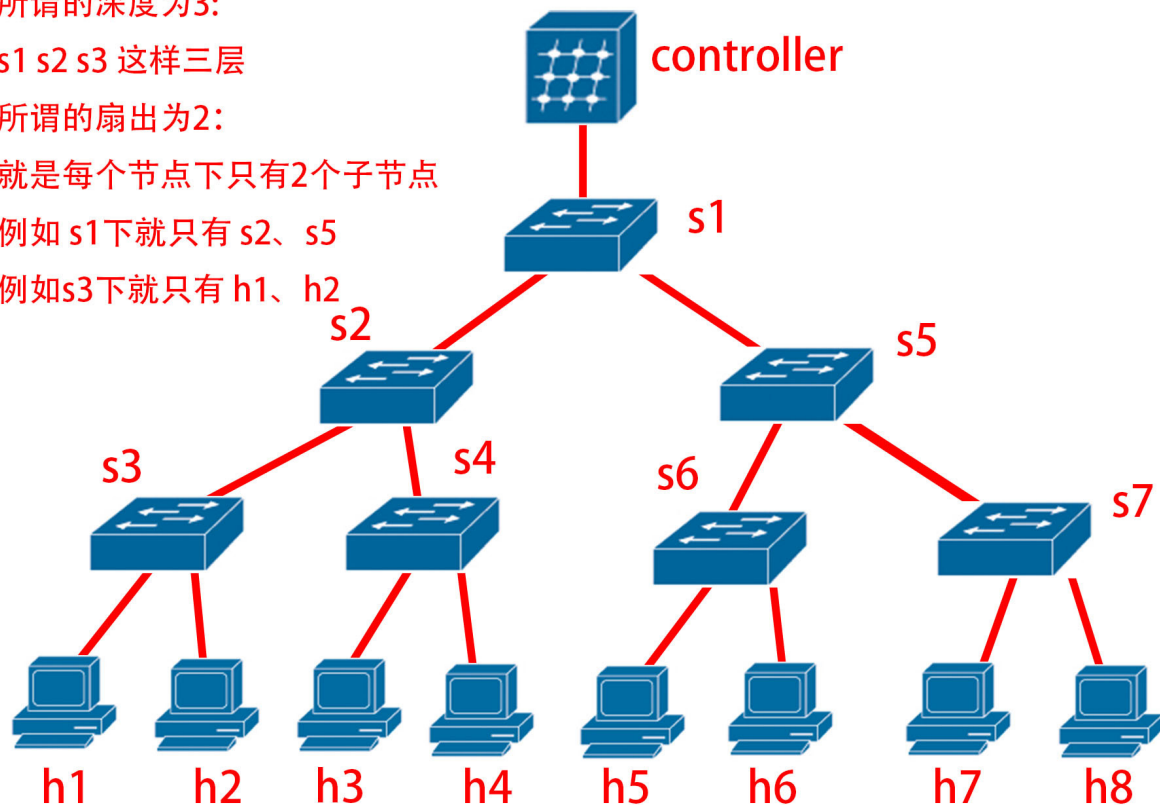 所谓的深度为3:
s1 s2 s3 这样三层
所谓的扇出为2:
就是每个节点下只有2个子节点
例如 s1下就只有 s2、s5
例如s3下就只有 h1、h2
controller
s1
s2
s5
s3
s4
s6
s7
h1
h2
h3
h4
h5
h6
h7
h8